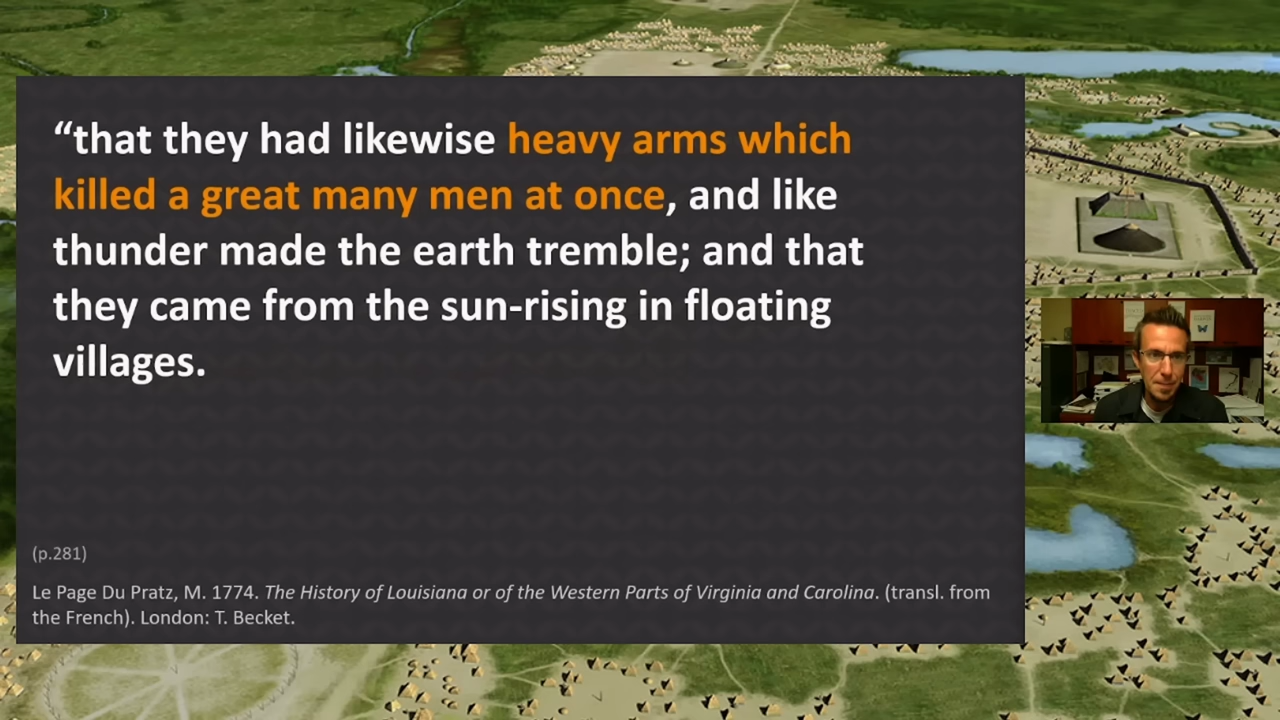 “that they had likewise heavy arms which
killed a great many men at once, and like
thunder made the earth tremble; and that
they came from the sun-rising in floating
villages.
(p.281)
Le Page Du Pratz, M. 1774. The History of Louisiana or of the Western Parts of Virginia and Carolina. (transl. from
the French). London: T. Becket.